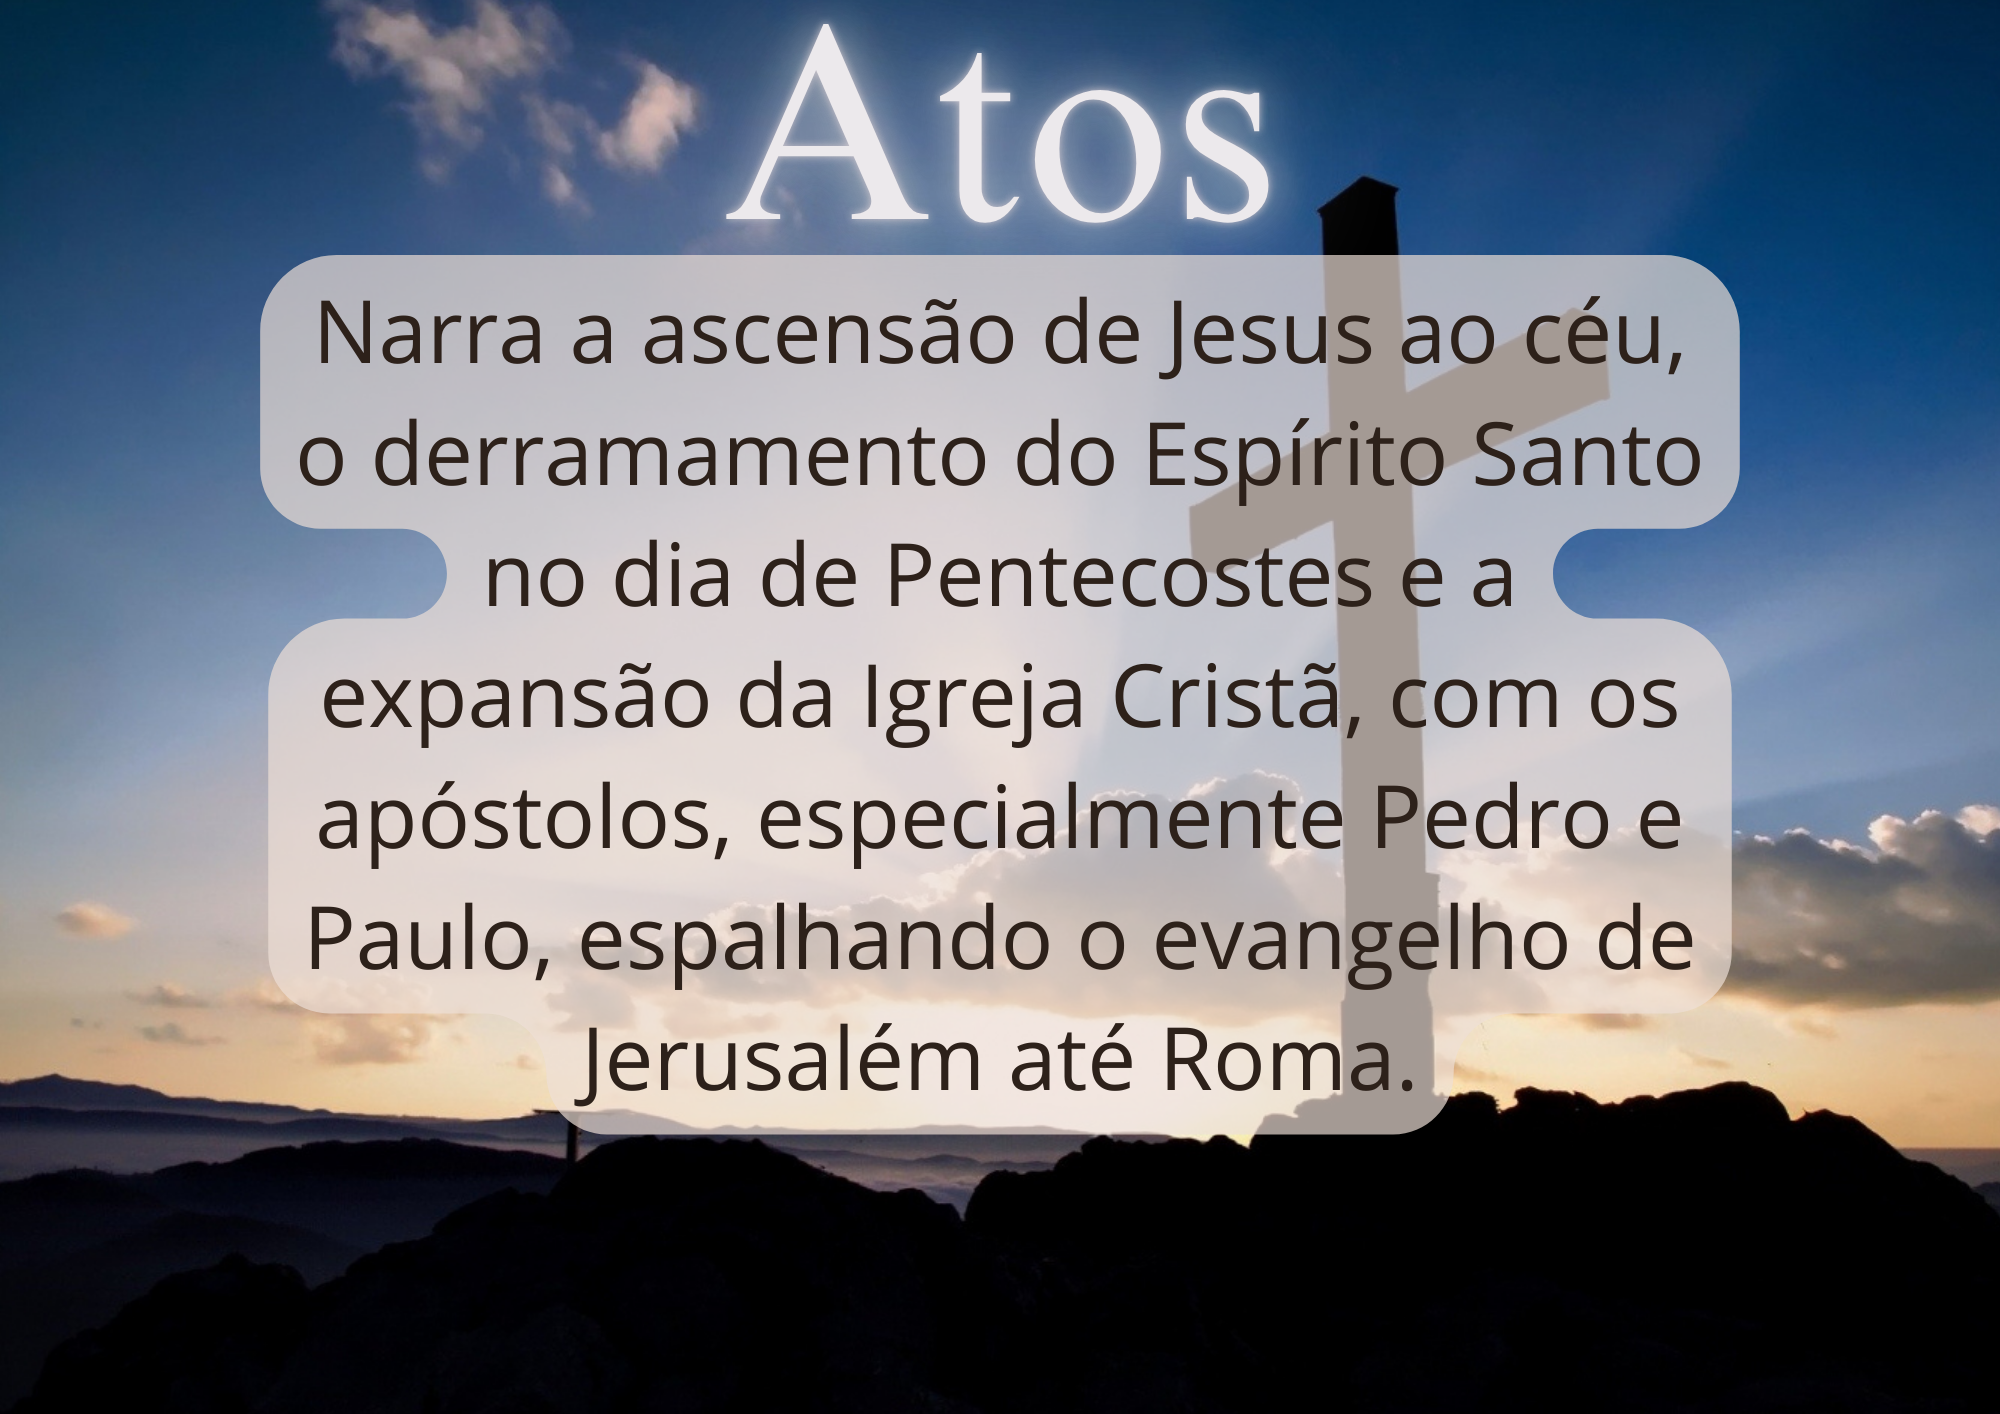 Atos
Narra a ascensão de Jesus ao céu,
o derramamento do Espírito Santo
no dia de Pentecostes e a
expansão da Igreja Cristã, com os
apóstolos, especialmente Pedro e
Paulo, espalhando o evangelho de
Jerusalém até Roma.